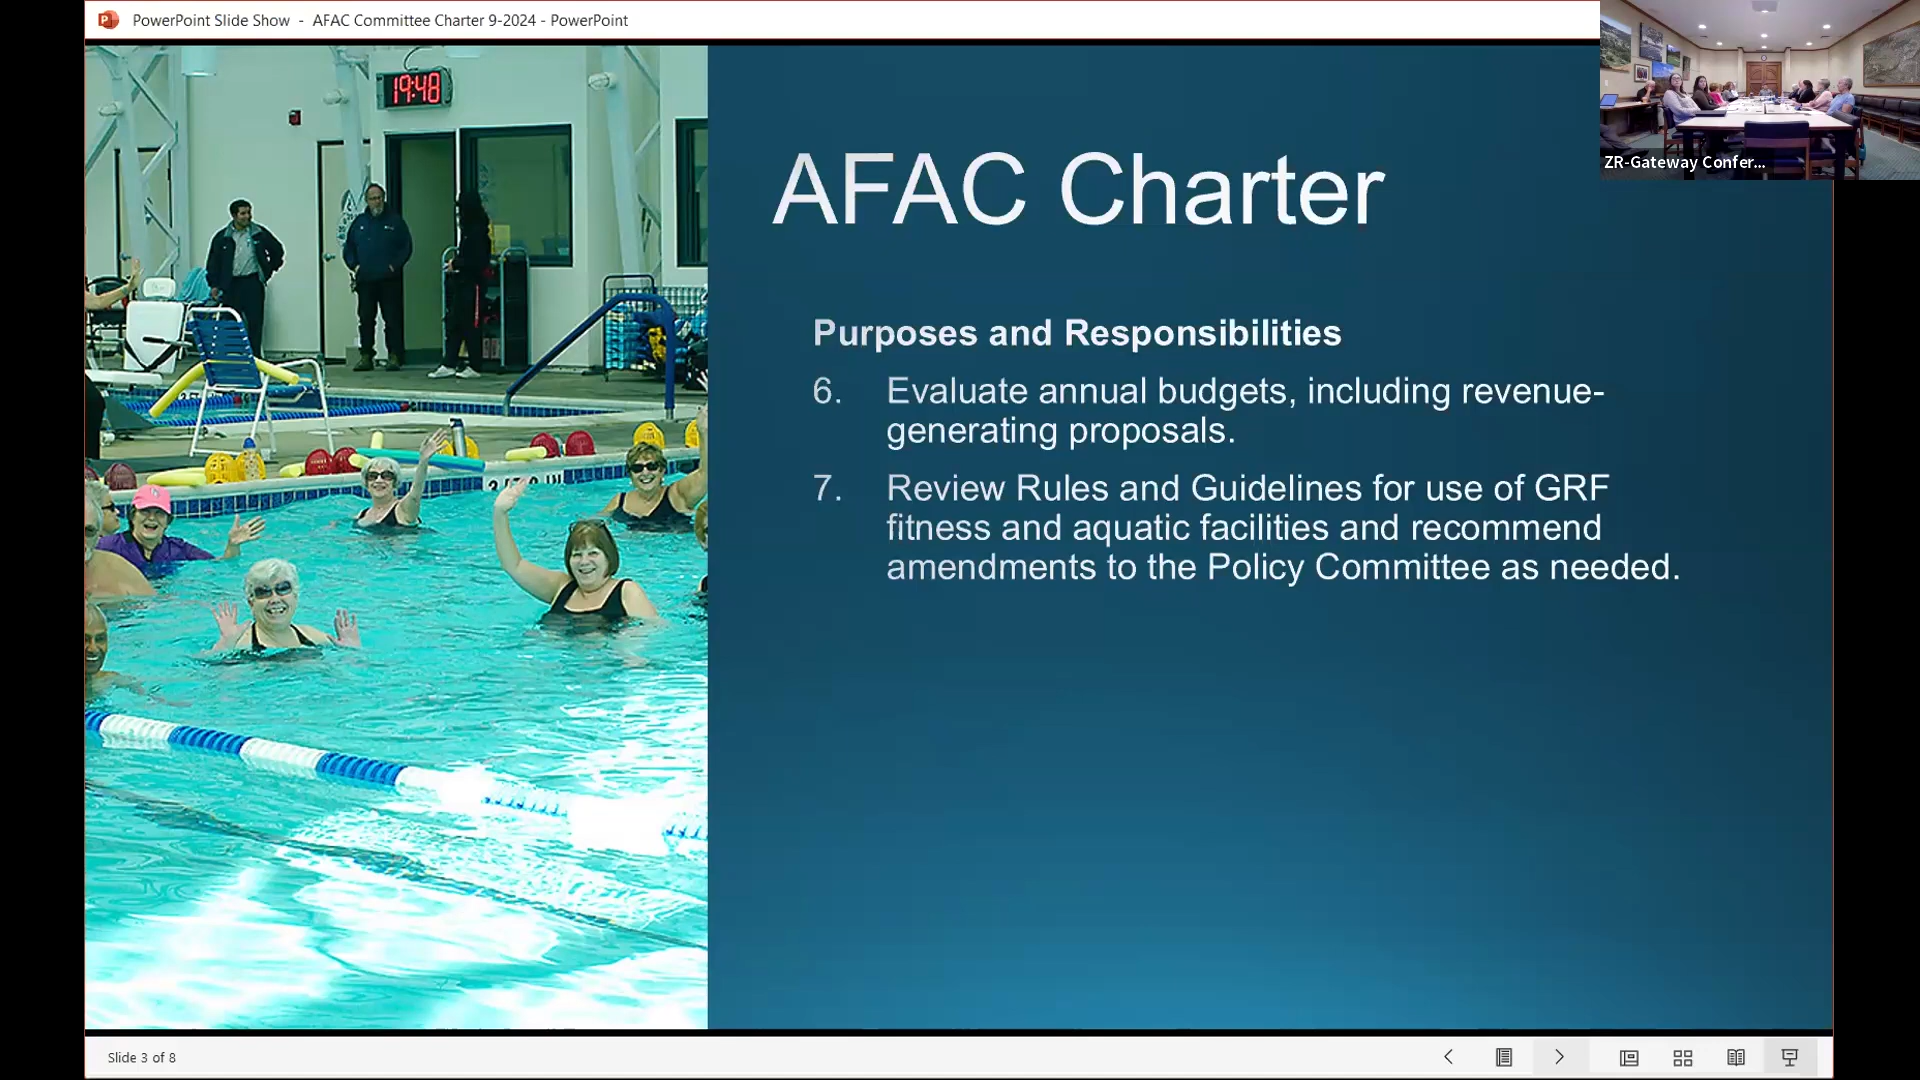 PowerPoint Slide Show - AFAC Committee Charter 9-2024 - PowerPoint
19:48
ZR-Gateway Confer...
AFAC Charter
Purposes and Responsibilities
6. Evaluate annual budgets, including revenue-
generating proposals.
7. Review Rules and Guidelines for use of GRF
fitness and aquatic facilities and recommend
amendments to the Policy Committee as needed.
Slide 3 of 8